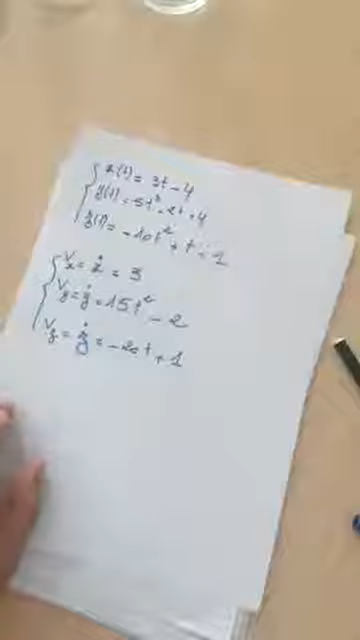 x(t) = 3t - 4
y(t) = 5t³ - 2t + 4
z(t) = -10t² + t - 1
Vx = ẋ = 3
Vy = ẏ = 15t² - 2
Vz = ż = -20t + 1